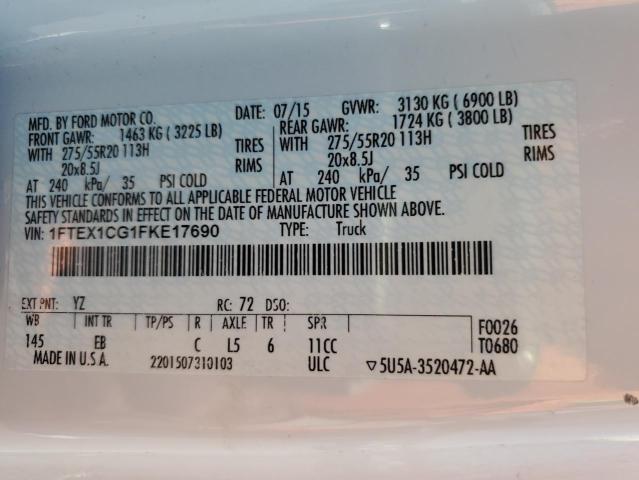 MFD. BY FORD MOTOR CO. DATE: 07/15 GVWR: 3130 KG ( 6900 LB)
FRONT GAWR: 1463 KG ( 3225 LB) REAR GAWR: 1724 KG ( 3800 LB)
WITH 275/55R20 113H TIRES WITH 275/55R20 113H TIRES
20x8.5J RIMS 20x8.5J RIMS
AT 240 kPa/ 35 PSI COLD AT 240 kPa/ 35 PSI COLD
THIS VEHICLE CONFORMS TO ALL APPLICABLE FEDERAL MOTOR VEHICLE
SAFETY STANDARDS IN EFFECT ON THE DATE OF MANUFACTURE SHOWN ABOVE.
VIN: 1FTEX1CG1FKE17690 TYPE: Truck
EXT PNT: YZ RC: 72 DSO:
WB INT TR TP/PS R AXLE TR SPR F0026
145 EB C L5 6 11CC T0680
MADE IN U.S.A. 2201507310103 ULC ▽5U5A-3520472-AA